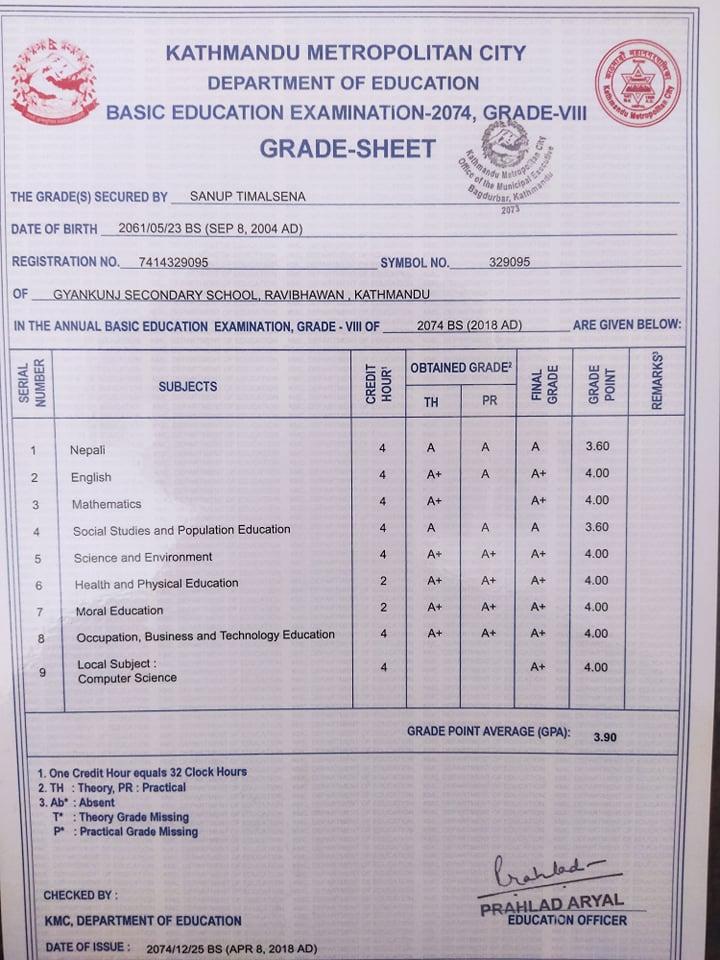 KATHMANDU METROPOLITAN CITY
DEPARTMENT OF EDUCATION
BASIC EDUCATION EXAMINATION-2074, GRADE-VIII
GRADE-SHEET
Kathmandu Metropolitan City
Kathmandu Metropolitan City
Office of the Municipal Executive
Bagdurbar, Kathmandu
2073
THE GRADE(S) SECURED BY SANUP TIMALSENA
DATE OF BIRTH 2061/05/23 BS (SEP 8, 2004 AD)
REGISTRATION NO. 7414329095 SYMBOL NO. 329095
OF GYANKUNJ SECONDARY SCHOOL, RAVIBHAWAN , KATHMANDU
IN THE ANNUAL BASIC EDUCATION EXAMINATION, GRADE - VIII OF 2074 BS (2018 AD) ARE GIVEN BELOW:
SERIAL NUMBER SUBJECTS CREDIT HOUR¹ OBTAINED GRADE² FINAL GRADE GRADE POINT REMARKS³
TH PR
1 Nepali 4 A A A 3.60
2 English 4 A+ A A+ 4.00
3 Mathematics 4 A+ A+ 4.00
4 Social Studies and Population Education 4 A A A 3.60
5 Science and Environment 4 A+ A+ A+ 4.00
6 Health and Physical Education 2 A+ A+ A+ 4.00
7 Moral Education 2 A+ A+ A+ 4.00
8 Occupation, Business and Technology Education 4 A+ A+ A+ 4.00
9 Local Subject : Computer Science 4 A+ 4.00
GRADE POINT AVERAGE (GPA): 3.90
1. One Credit Hour equals 32 Clock Hours
2. TH : Theory, PR : Practical
3. Ab* : Absent
T* : Theory Grade Missing
P* : Practical Grade Missing
Prahlad
PRAHLAD ARYAL
EDUCATION OFFICER
CHECKED BY :
KMC, DEPARTMENT OF EDUCATION
DATE OF ISSUE : 2074/12/25 BS (APR 8, 2018 AD)